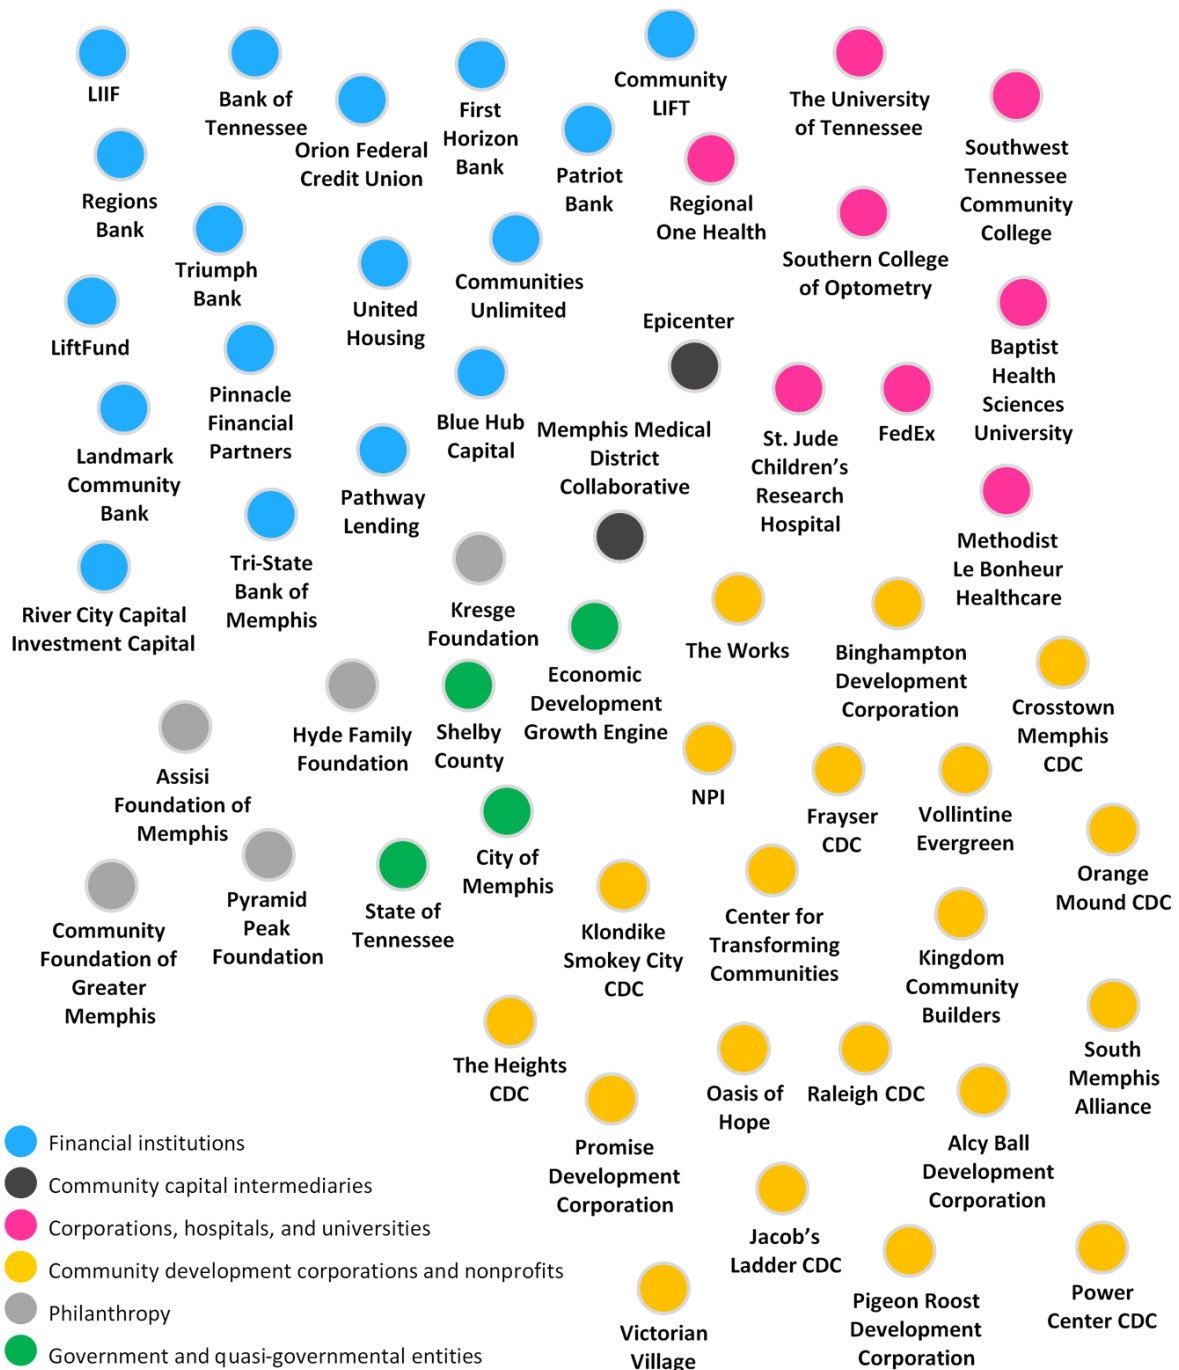 LIIF
Bank of
Tennessee
Orion Federal
Credit Union
First
Horizon
Bank
Community
LIFT
Patriot
Bank
The University
of Tennessee
Southwest
Tennessee
Community
College
Regions
Bank
Triumph
Bank
United
Housing
Communities
Unlimited
Regional
One Health
Southern College
of Optometry
LiftFund
Pinnacle
Financial
Partners
Blue Hub
Capital
Epicenter
Memphis Medical
District
Collaborative
St. Jude
Children’s
Research
Hospital
FedEx
Baptist
Health
Sciences
University
Landmark
Community
Bank
Pathway
Lending
Tri-State
Bank of
Memphis
River City Capital
Investment Capital
Kresge
Foundation
Methodist
Le Bonheur
Healthcare
Economic
Development
Growth Engine
The Works
Binghampton
Development
Corporation
Crosstown
Memphis
CDC
Hyde Family
Foundation
Shelby
County
Assisi
Foundation of
Memphis
NPI
Frayser
CDC
Vollintine
Evergreen
Orange
Mound CDC
Community
Foundation of
Greater
Memphis
Pyramid
Peak
Foundation
State of
Tennessee
City of
Memphis
Klondike
Smokey City
CDC
Center for
Transforming
Communities
Kingdom
Community
Builders
South
Memphis
Alliance
The Heights
CDC
Promise
Development
Corporation
Oasis of
Hope
Raleigh CDC
Alcy Ball
Development
Corporation
Jacob’s
Ladder CDC
Victorian
Village
Pigeon Roost
Development
Corporation
Power
Center CDC
Financial institutions
Community capital intermediaries
Corporations, hospitals, and universities
Community development corporations and nonprofits
Philanthropy
Government and quasi-governmental entities